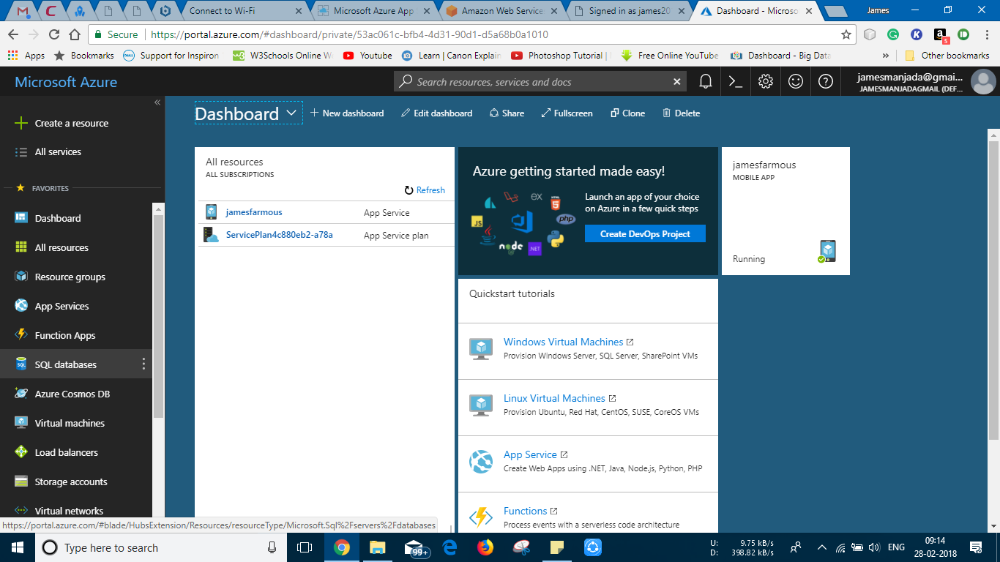 Connect to Wi-Fi
Microsoft Azure App
Amazon Web Service
Signed in as james20
Dashboard - Microso
James
Secure
https://portal.azure.com/#dashboard/private/53ac061c-bfb4-4d31-90d1-d5a68b0a1010
Apps
Bookmarks
Support for Inspiron
W3Schools Online W
Youtube
Learn | Canon Explain
Photoshop Tutorial |
Free Online YouTube
Dashboard - Big Data
»
Other bookmarks
Microsoft Azure
Search resources, services and docs
jamesmanjada@gmai...
JAMESMANJADAGMAIL (DEF...
Create a resource
All services
FAVORITES
Dashboard
All resources
Resource groups
App Services
Function Apps
SQL databases
Azure Cosmos DB
Virtual machines
Load balancers
Storage accounts
Virtual networks
Dashboard
New dashboard
Edit dashboard
Share
Fullscreen
Clone
Delete
All resources
ALL SUBSCRIPTIONS
Refresh
jamesfarmous
App Service
ServicePlan4c880eb2-a78a
App Service plan
Azure getting started made easy!
Launch an app of your choice
on Azure in a few quick steps
Create DevOps Project
EX
HTML
JS
php
node
.NET
jamesfarmous
MOBILE APP
Running
Quickstart tutorials
Windows Virtual Machines
Provision Windows Server, SQL Server, SharePoint VMs
Linux Virtual Machines
Provision Ubuntu, Red Hat, CentOS, SUSE, CoreOS VMs
App Service
Create Web Apps using .NET, Java, Node.js, Python, PHP
Functions
Process events with a serverless code architecture
https://portal.azure.com/#blade/HubsExtension/Resources/resourceType/Microsoft.Sql%2Fservers%2Fdatabases
Type here to search
99+
U: 9.75 kB/s
D: 398.82 kB/s
ENG
09:14
28-02-2018